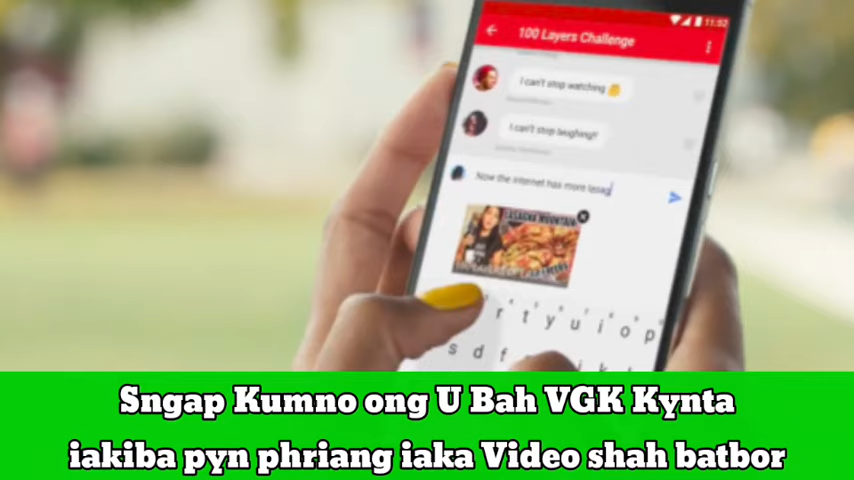 11:52
100 Layers Challenge
I can't stop watching
I can't stop laughing!!
Now the internet has more lasag
LASAGNA MOUNTAIN
r t y u i o p
s d f
Sngap Kumno ong U Bah VGK Kynta
iakiba pyn phriang iaka Video shah batbor